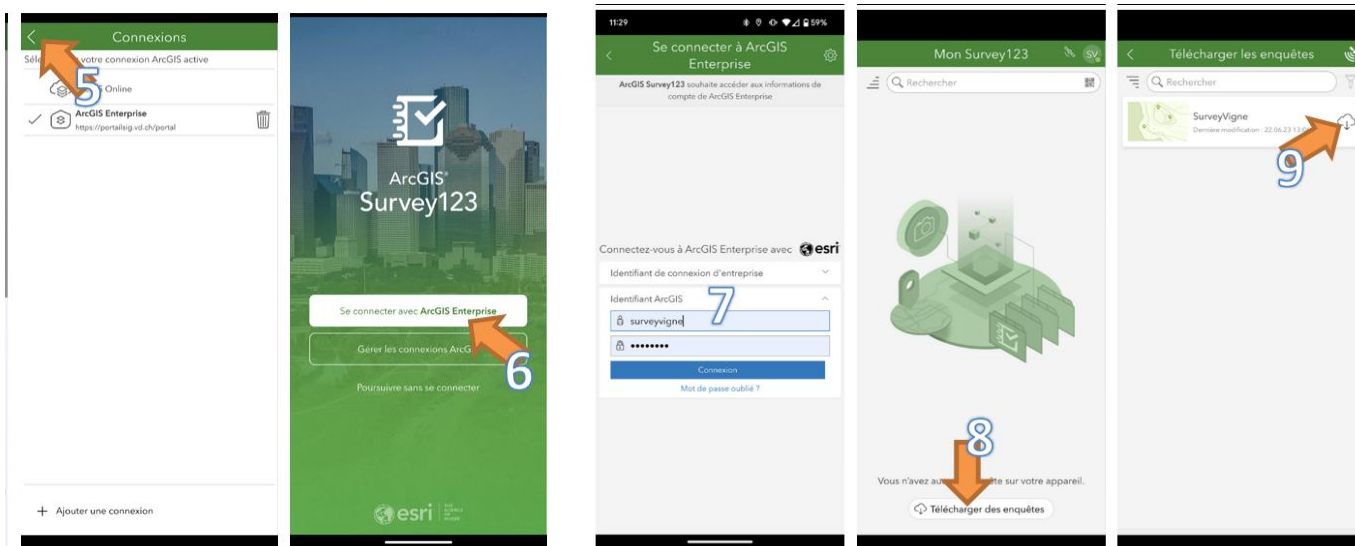 Connexions
votre connexion ArcGIS active
5
Online
ArcGIS Enterprise
https://portailsig.vd.ch/portal
+ Ajouter une connexion
ArcGIS®
Survey123
Se connecter avec ArcGIS Enterprise
Gérer les connexions
6
Poursuivre sans se connecter
esri
11:29
59%
Se connecter à ArcGIS
Enterprise
ArcGIS Survey123 souhaite accéder aux informations de
compte de ArcGIS Enterprise
Connectez-vous à ArcGIS Enterprise avec esri
Identifiant de connexion d'entreprise
Identifiant ArcGIS
7
surveyvigne
••••••••
Connexion
Mot de passe oublié ?
Mon Survey123
SV
Rechercher
8
Vous n'avez sur votre appareil.
Télécharger des enquêtes
Télécharger les enquêtes
Rechercher
SurveyVigne
Dernière modification : 22.06.23
9